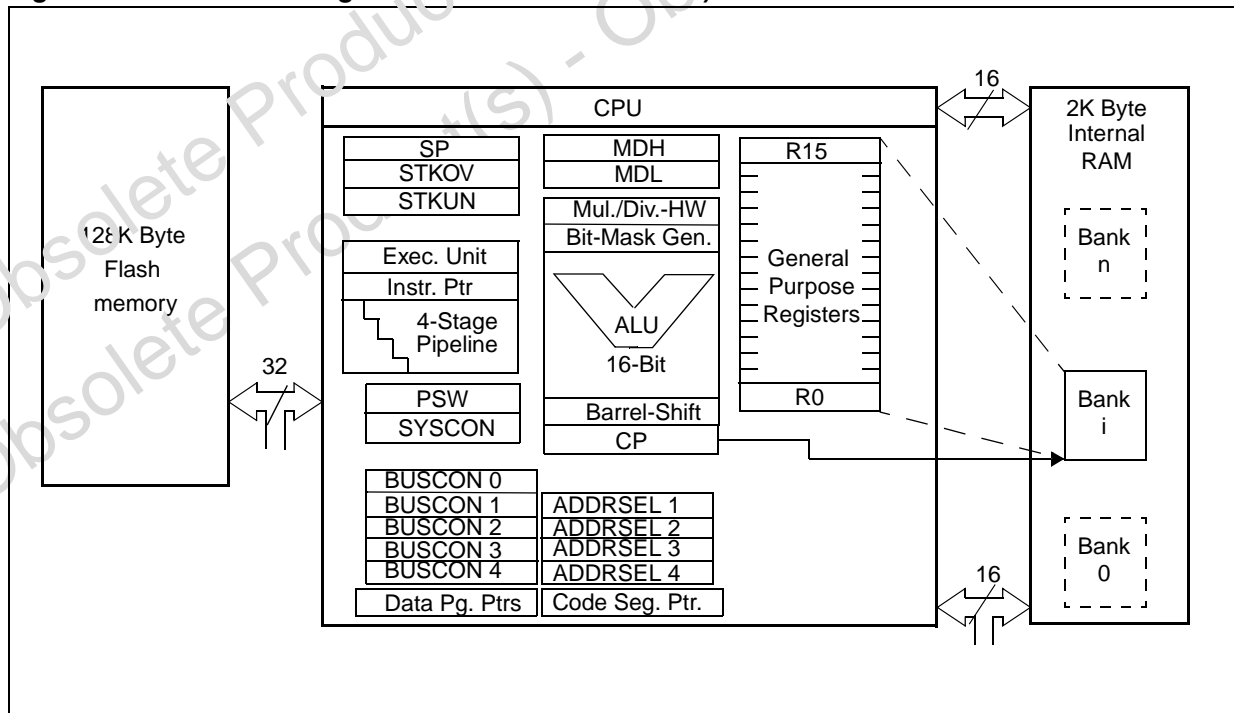 Obsolete Product(s) - Ob
Obsolete Product(s)
128K Byte
Flash
memory
32
CPU
SP
STKOV
STKUN
Exec. Unit
Instr. Ptr
4-Stage
Pipeline
PSW
SYSCON
BUSCON 0
BUSCON 1
BUSCON 2
BUSCON 3
BUSCON 4
Data Pg. Ptrs
MDH
MDL
Mul./Div.-HW
Bit-Mask Gen.
ALU
16-Bit
Barrel-Shift
CP
ADDRSEL 1
ADDRSEL 2
ADDRSEL 3
ADDRSEL 4
Code Seg. Ptr.
R15
General
Purpose
Registers
R0
16
16
2K Byte
Internal
RAM
Bank
n
Bank
i
Bank
0